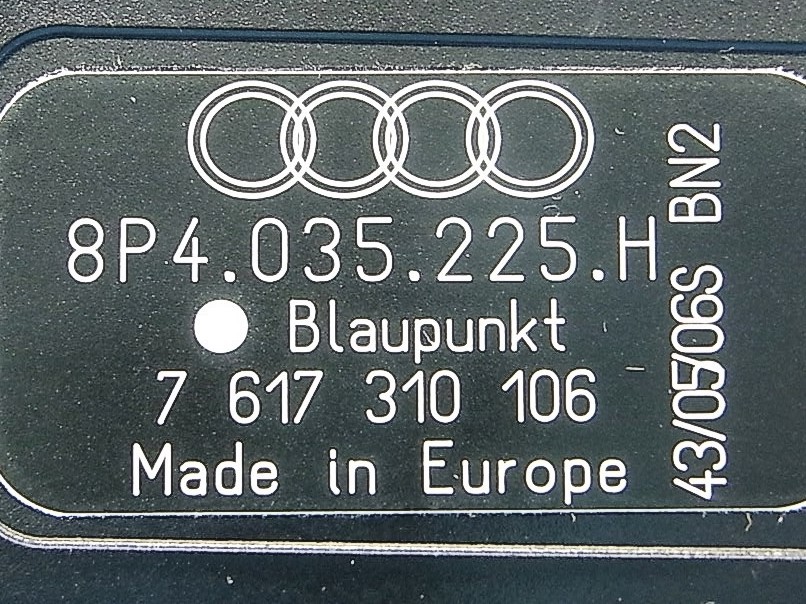 8P4.035.225.H
Blaupunkt
7 617 310 106
Made in Europe
43/05/06S BN2